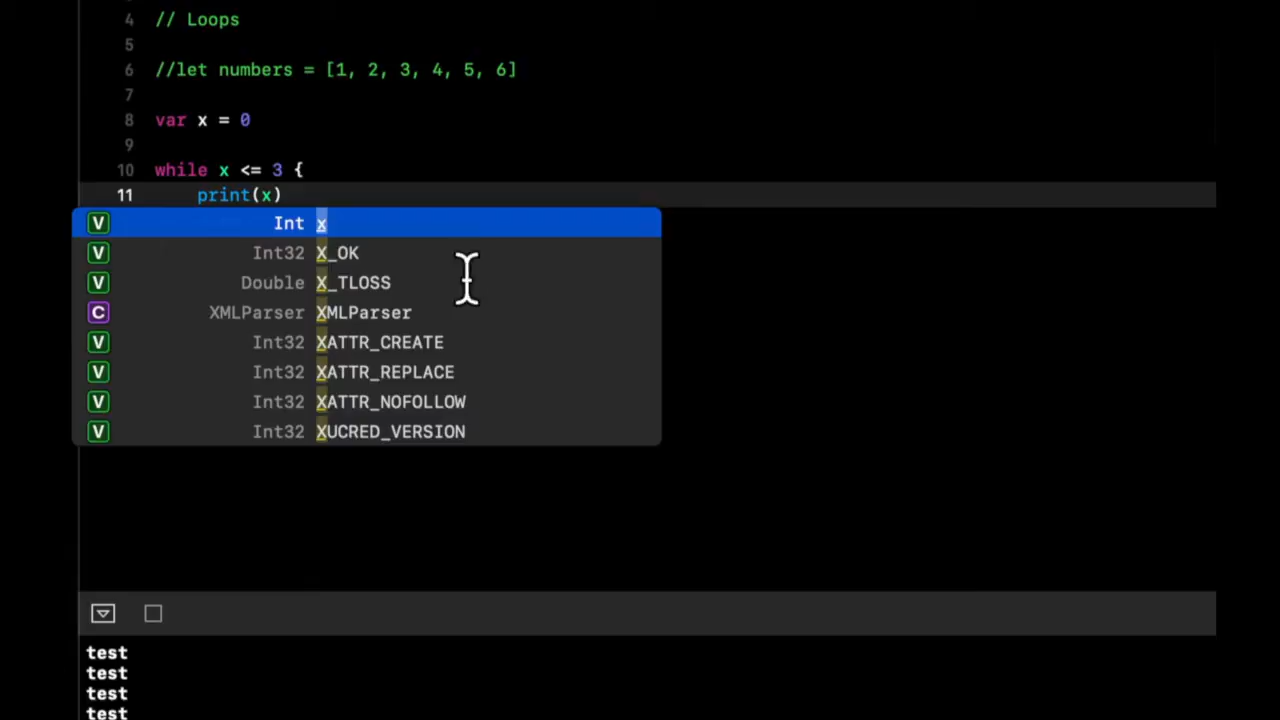 4 // Loops
5
6 //let numbers = [1, 2, 3, 4, 5, 6]
7
8 var x = 0
9
10 while x <= 3 {
11 print(x)
V Int x
V Int32 X_OK
V Double X_TLOSS
C XMLParser XMLParser
V Int32 XATTR_CREATE
V Int32 XATTR_REPLACE
V Int32 XATTR_NOFOLLOW
V Int32 XUCRED_VERSION
test
test
test
test